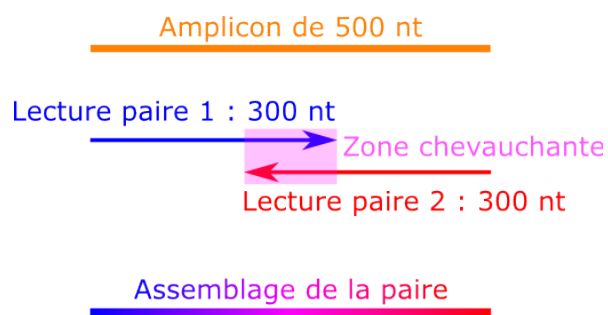 Amplicon de 500 nt
Lecture paire 1 : 300 nt
Zone chevauchante
Lecture paire 2 : 300 nt
Assemblage de la paire